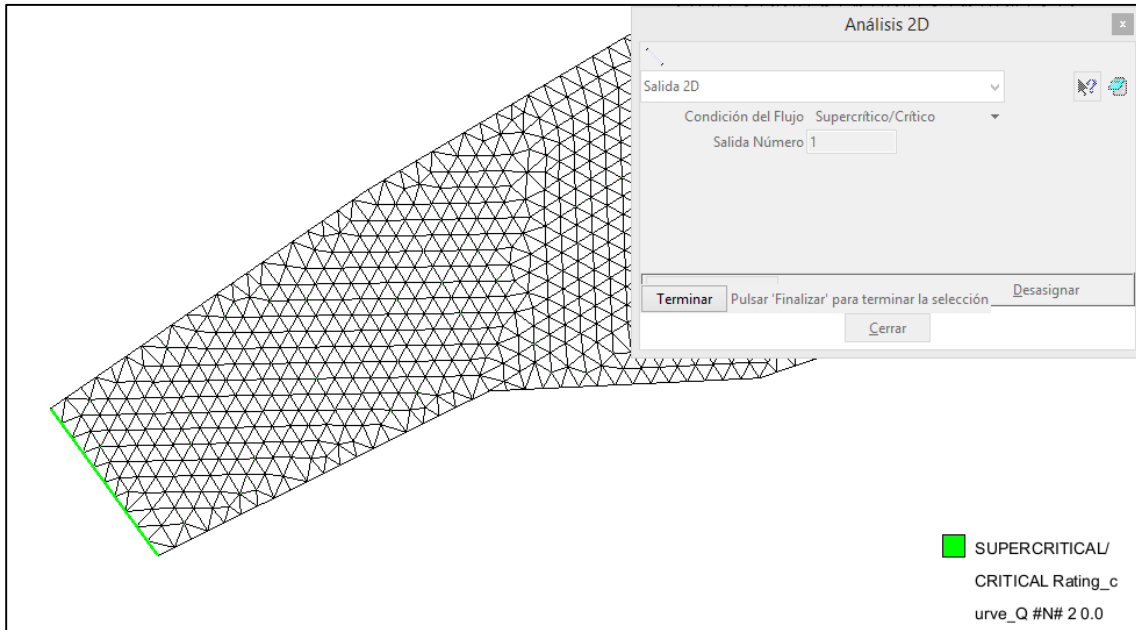 Análisis 2D
x
Salida 2D
Condición del Flujo Supercrítico/Crítico
Salida Número 1
Terminar Pulsar 'Finalizar' para terminar la selección Desasignar
Cerrar
SUPERCRITICAL/
CRITICAL Rating_c
urve_Q #N# 2 0.0